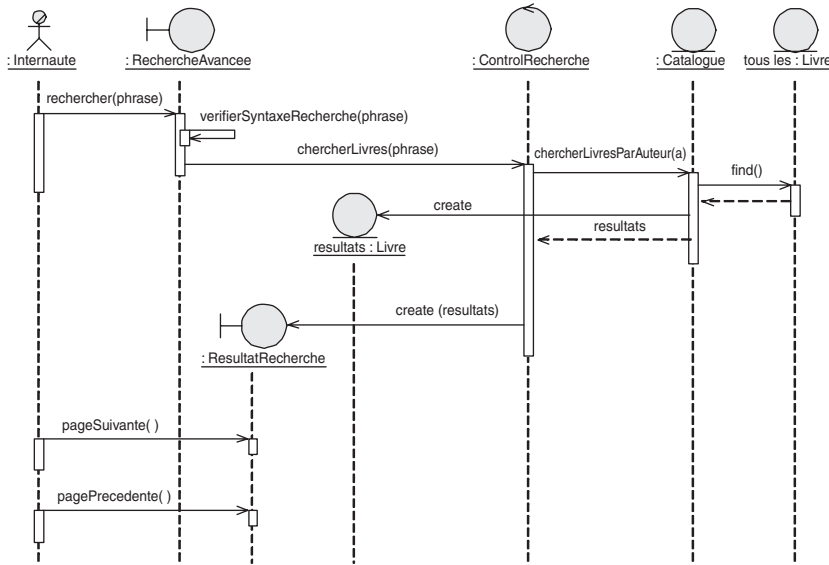 : Internaute
: RechercheAvancee
: ControlRecherche
: Catalogue
tous les : Livre
rechercher(phrase)
verifierSyntaxeRecherche(phrase)
chercherLivres(phrase)
chercherLivresParAuteur(a)
find()
create
resultats
resultats : Livre
create (resultats)
: ResultatRecherche
pageSuivante( )
pagePrecedente( )